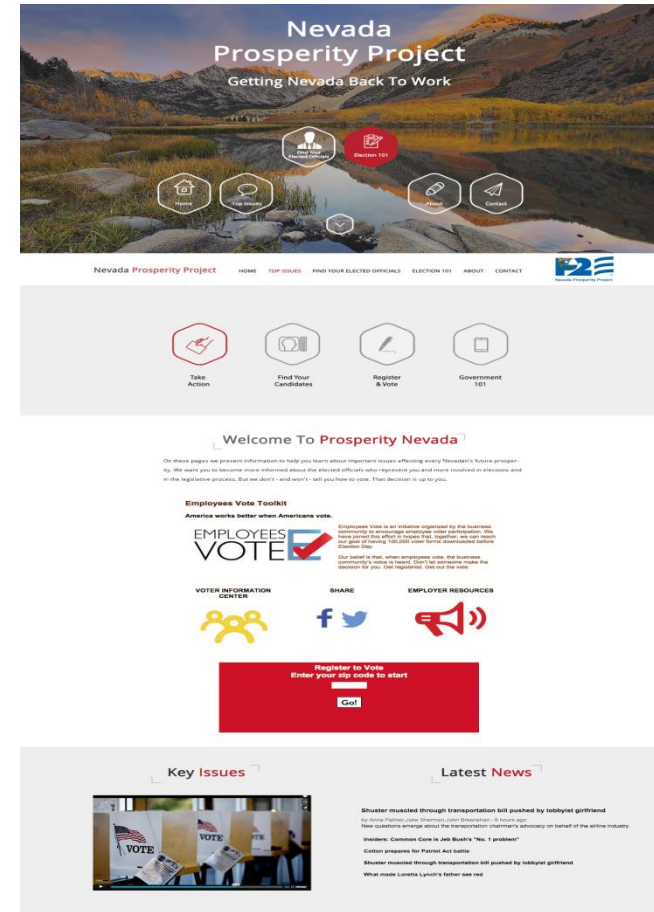 Nevada
Prosperity Project
Getting Nevada Back To Work
Find Your
Elected Officials
Election 101
Home
Top Issues
About
Contact
Nevada Prosperity Project
HOME
TOP ISSUES
FIND YOUR ELECTED OFFICIALS
ELECTION 101
ABOUT
CONTACT
P2
Nevada Prosperity Project
Take
Action
Find Your
Candidates
Register
& Vote
Government
101
Welcome To Prosperity Nevada
On these pages we present information to help you learn about important issues affecting every Nevadan's future prosper-
ity. We want you to become more informed about the elected officials who represent you and more involved in elections and
in the legislative process. But we don't - and won't - tell you how to vote. That decision is up to you.
Employees Vote Toolkit
America works better when Americans vote.
EMPLOYEES
VOTE
Employees Vote is an initiative organized by the business
community to encourage employee voter participation. We
have joined this effort in hopes that, together, we can reach
our goal of having 100,000 voter forms downloaded before
Election Day.
Our belief is that, when employees vote, the business
community's voice is heard. Don't let someone make the
decision for you. Get registered. Get out the vote.
VOTER INFORMATION
CENTER
SHARE
EMPLOYER RESOURCES
Register to Vote
Enter your zip code to start
Go!
Key Issues
VOTE
VOTE
VOTE
Latest News
Shuster muscled through transportation bill pushed by lobbyist girlfriend
by Anna Palmer,Jake Sherman,John Bresnahan - 6 hours ago
New questions emerge about the transportation chairman's advocacy on behalf of the airline industry.
Insiders: Common Core is Jeb Bush's "No. 1 problem"
Cotton prepares for Patriot Act battle
Shuster muscled through transportation bill pushed by lobbyist girlfriend
What made Loretta Lynch's father see red